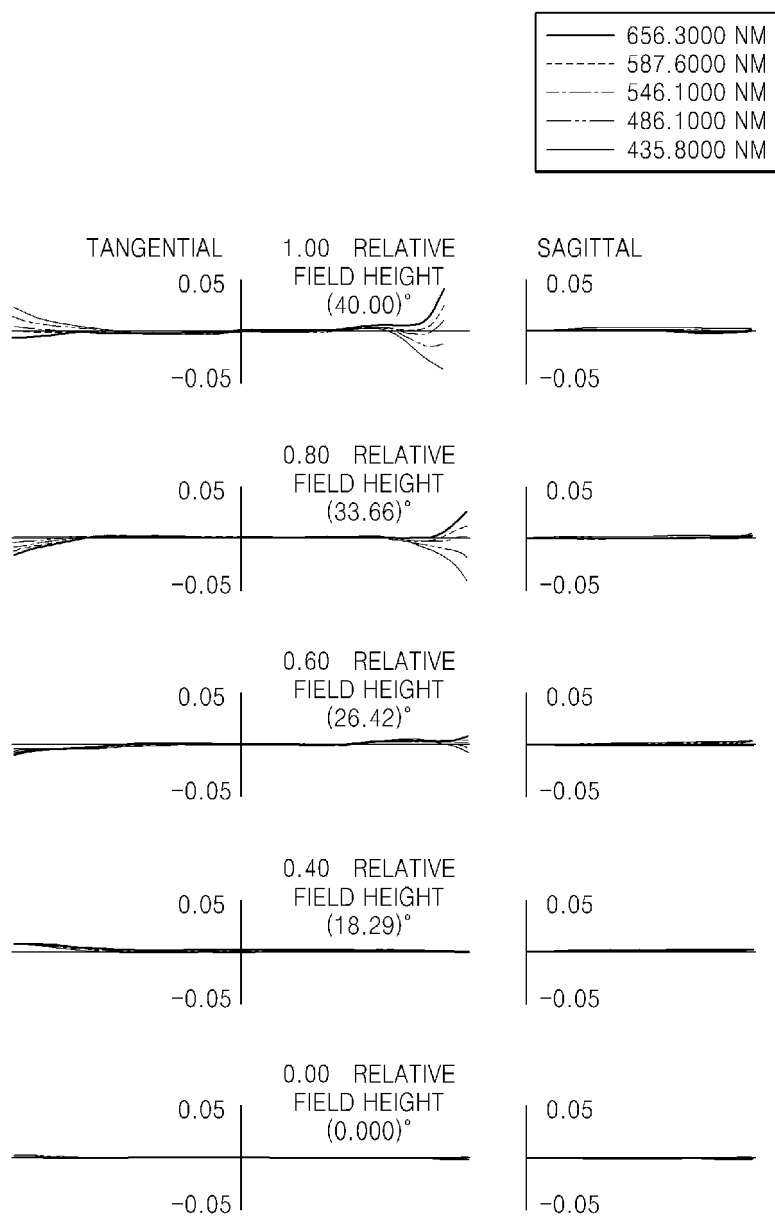 656.3000 NM
587.6000 NM
546.1000 NM
486.1000 NM
435.8000 NM
TANGENTIAL
1.00 RELATIVE
FIELD HEIGHT
(40.00)°
SAGITTAL
0.05
0.05
-0.05
-0.05
0.80 RELATIVE
FIELD HEIGHT
(33.66)°
0.05
0.05
-0.05
-0.05
0.60 RELATIVE
FIELD HEIGHT
(26.42)°
0.05
0.05
-0.05
-0.05
0.40 RELATIVE
FIELD HEIGHT
(18.29)°
0.05
0.05
-0.05
-0.05
0.00 RELATIVE
FIELD HEIGHT
(0.000)°
0.05
0.05
-0.05
-0.05